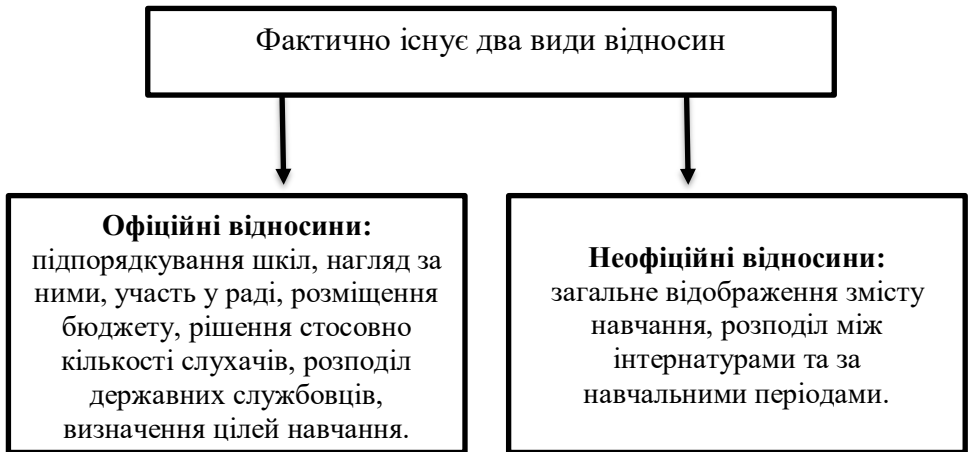 Фактично існує два види відносин
Офіційні відносини:
підпорядкування шкіл, нагляд за
ними, участь у раді, розміщення
бюджету, рішення стосовно
кількості слухачів, розподіл
державних службовців,
визначення цілей навчання.
Неофіційні відносини:
загальне відображення змісту
навчання, розподіл між
інтернатурами та за
навчальними періодами.